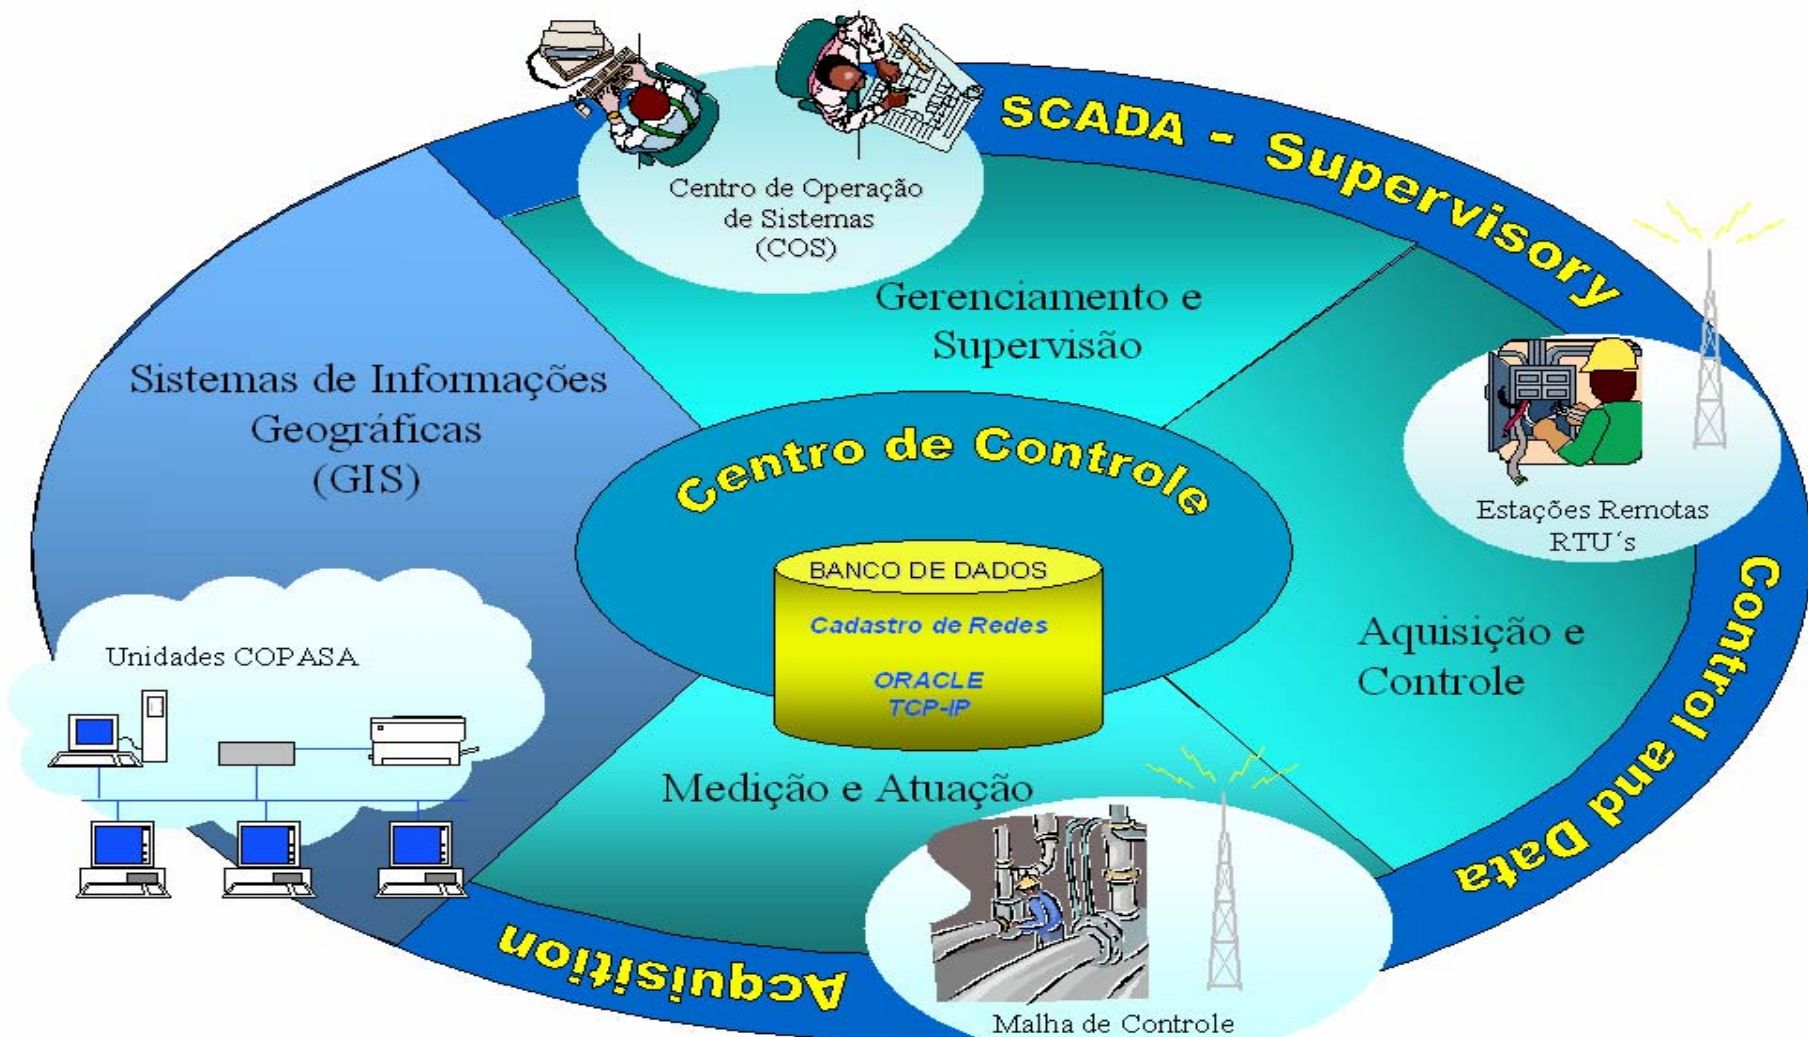 SCADA - Supervisory
Control and Data
Acquisition
Centro de Operação
de Sistemas
(COS)
Gerenciamento e
Supervisão
Sistemas de Informações
Geográficas
(GIS)
Centro de Controle
BANCO DE DADOS
Cadastro de Redes
ORACLE
TCP-IP
Estações Remotas
RTU´s
Aquisição e
Controle
Unidades COPASA
Medição e Atuação
Malha de Controle